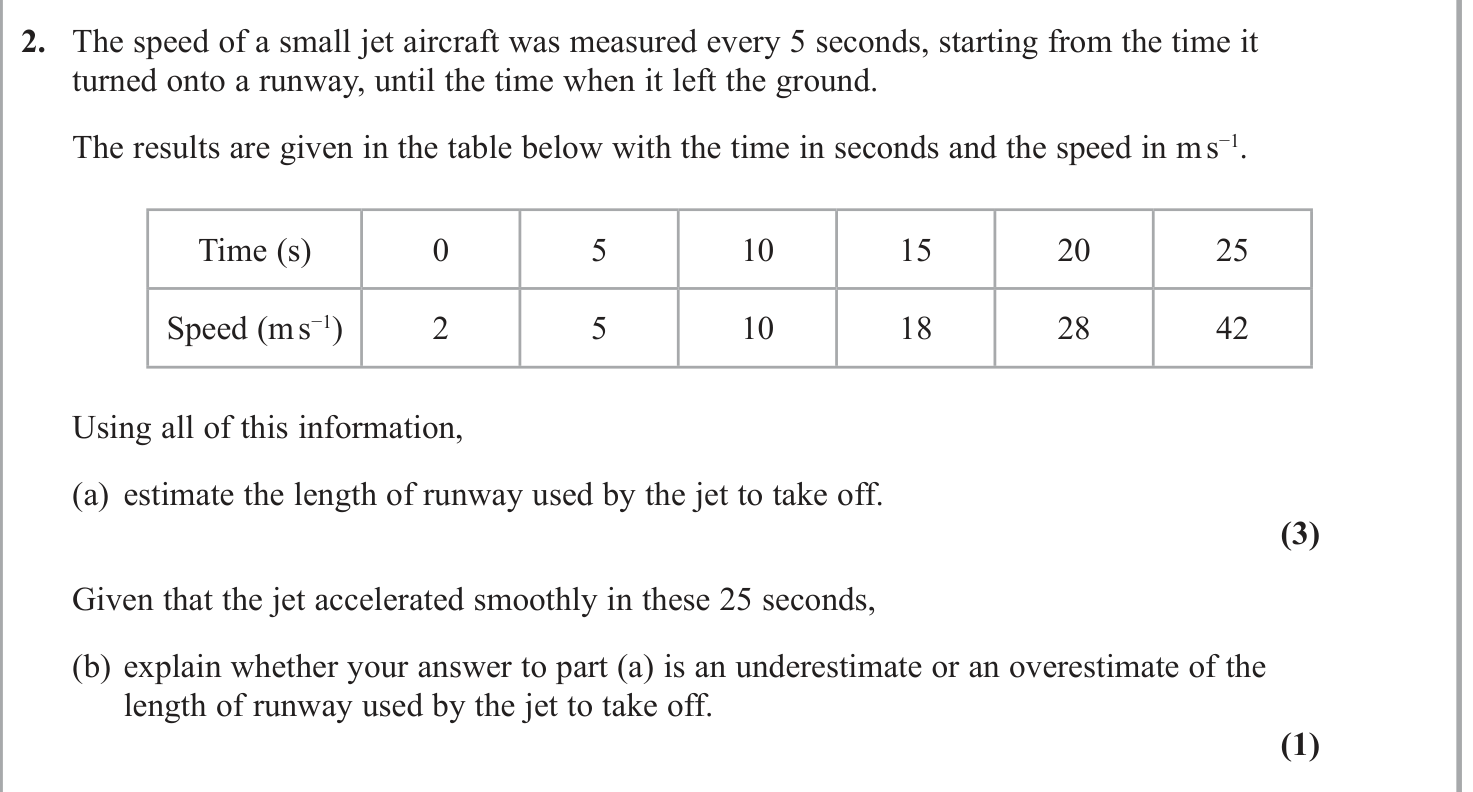 2. The speed of a small jet aircraft was measured every 5 seconds, starting from the time it
turned onto a runway, until the time when it left the ground.
The results are given in the table below with the time in seconds and the speed in m s⁻¹.
Time (s) 0 5 10 15 20 25
Speed (m s⁻¹) 2 5 10 18 28 42
Using all of this information,
(a) estimate the length of runway used by the jet to take off.
(3)
Given that the jet accelerated smoothly in these 25 seconds,
(b) explain whether your answer to part (a) is an underestimate or an overestimate of the
length of runway used by the jet to take off.
(1)